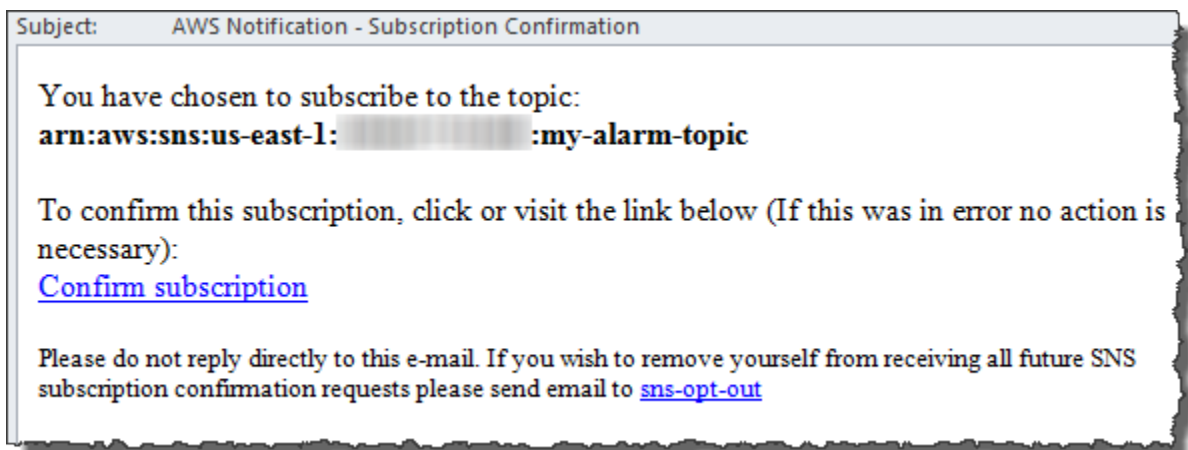 Subject: AWS Notification - Subscription Confirmation
You have chosen to subscribe to the topic:
arn:aws:sns:us-east-1: :my-alarm-topic
To confirm this subscription, click or visit the link below (If this was in error no action is
necessary):
Confirm subscription
Please do not reply directly to this e-mail. If you wish to remove yourself from receiving all future SNS
subscription confirmation requests please send email to sns-opt-out